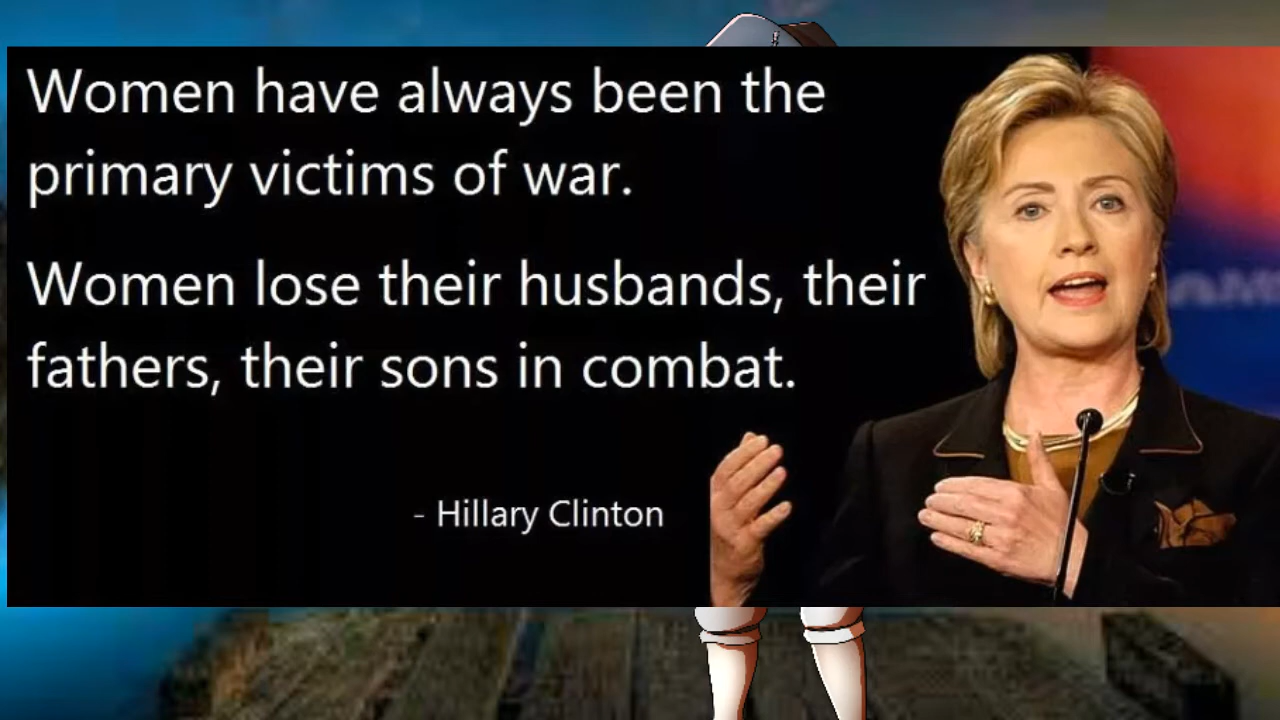 Women have always been the
primary victims of war.
Women lose their husbands, their
fathers, their sons in combat.
- Hillary Clinton